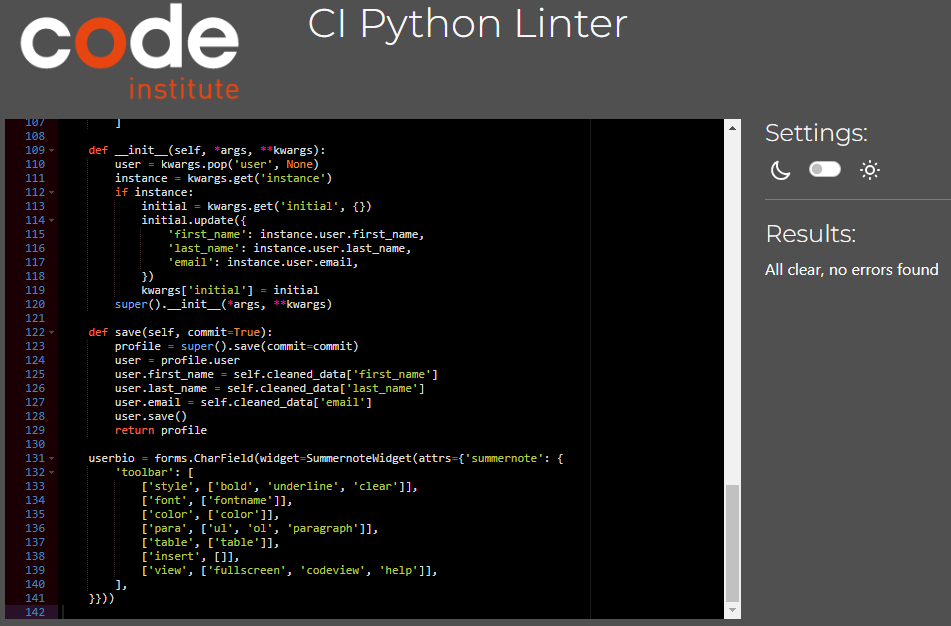 code
institute
CI Python Linter
107 ]
108
109 def __init__(self, *args, **kwargs):
110 user = kwargs.pop('user', None)
111 instance = kwargs.get('instance')
112 if instance:
113 initial = kwargs.get('initial', {})
114 initial.update({
115 'first_name': instance.user.first_name,
116 'last_name': instance.user.last_name,
117 'email': instance.user.email,
118 })
119 kwargs['initial'] = initial
120 super().__init__(*args, **kwargs)
121
122 def save(self, commit=True):
123 profile = super().save(commit=commit)
124 user = profile.user
125 user.first_name = self.cleaned_data['first_name']
126 user.last_name = self.cleaned_data['last_name']
127 user.email = self.cleaned_data['email']
128 user.save()
129 return profile
130
131 userbio = forms.CharField(widget=SummernoteWidget(attrs={'summernote': {
132 'toolbar': [
133 ['style', ['bold', 'underline', 'clear']],
134 ['font', ['fontname']],
135 ['color', ['color']],
136 ['para', ['ul', 'ol', 'paragraph']],
137 ['table', ['table']],
138 ['insert', []],
139 ['view', ['fullscreen', 'codeview', 'help']],
140 ],
141 }}))
142
Settings:
Results:
All clear, no errors found